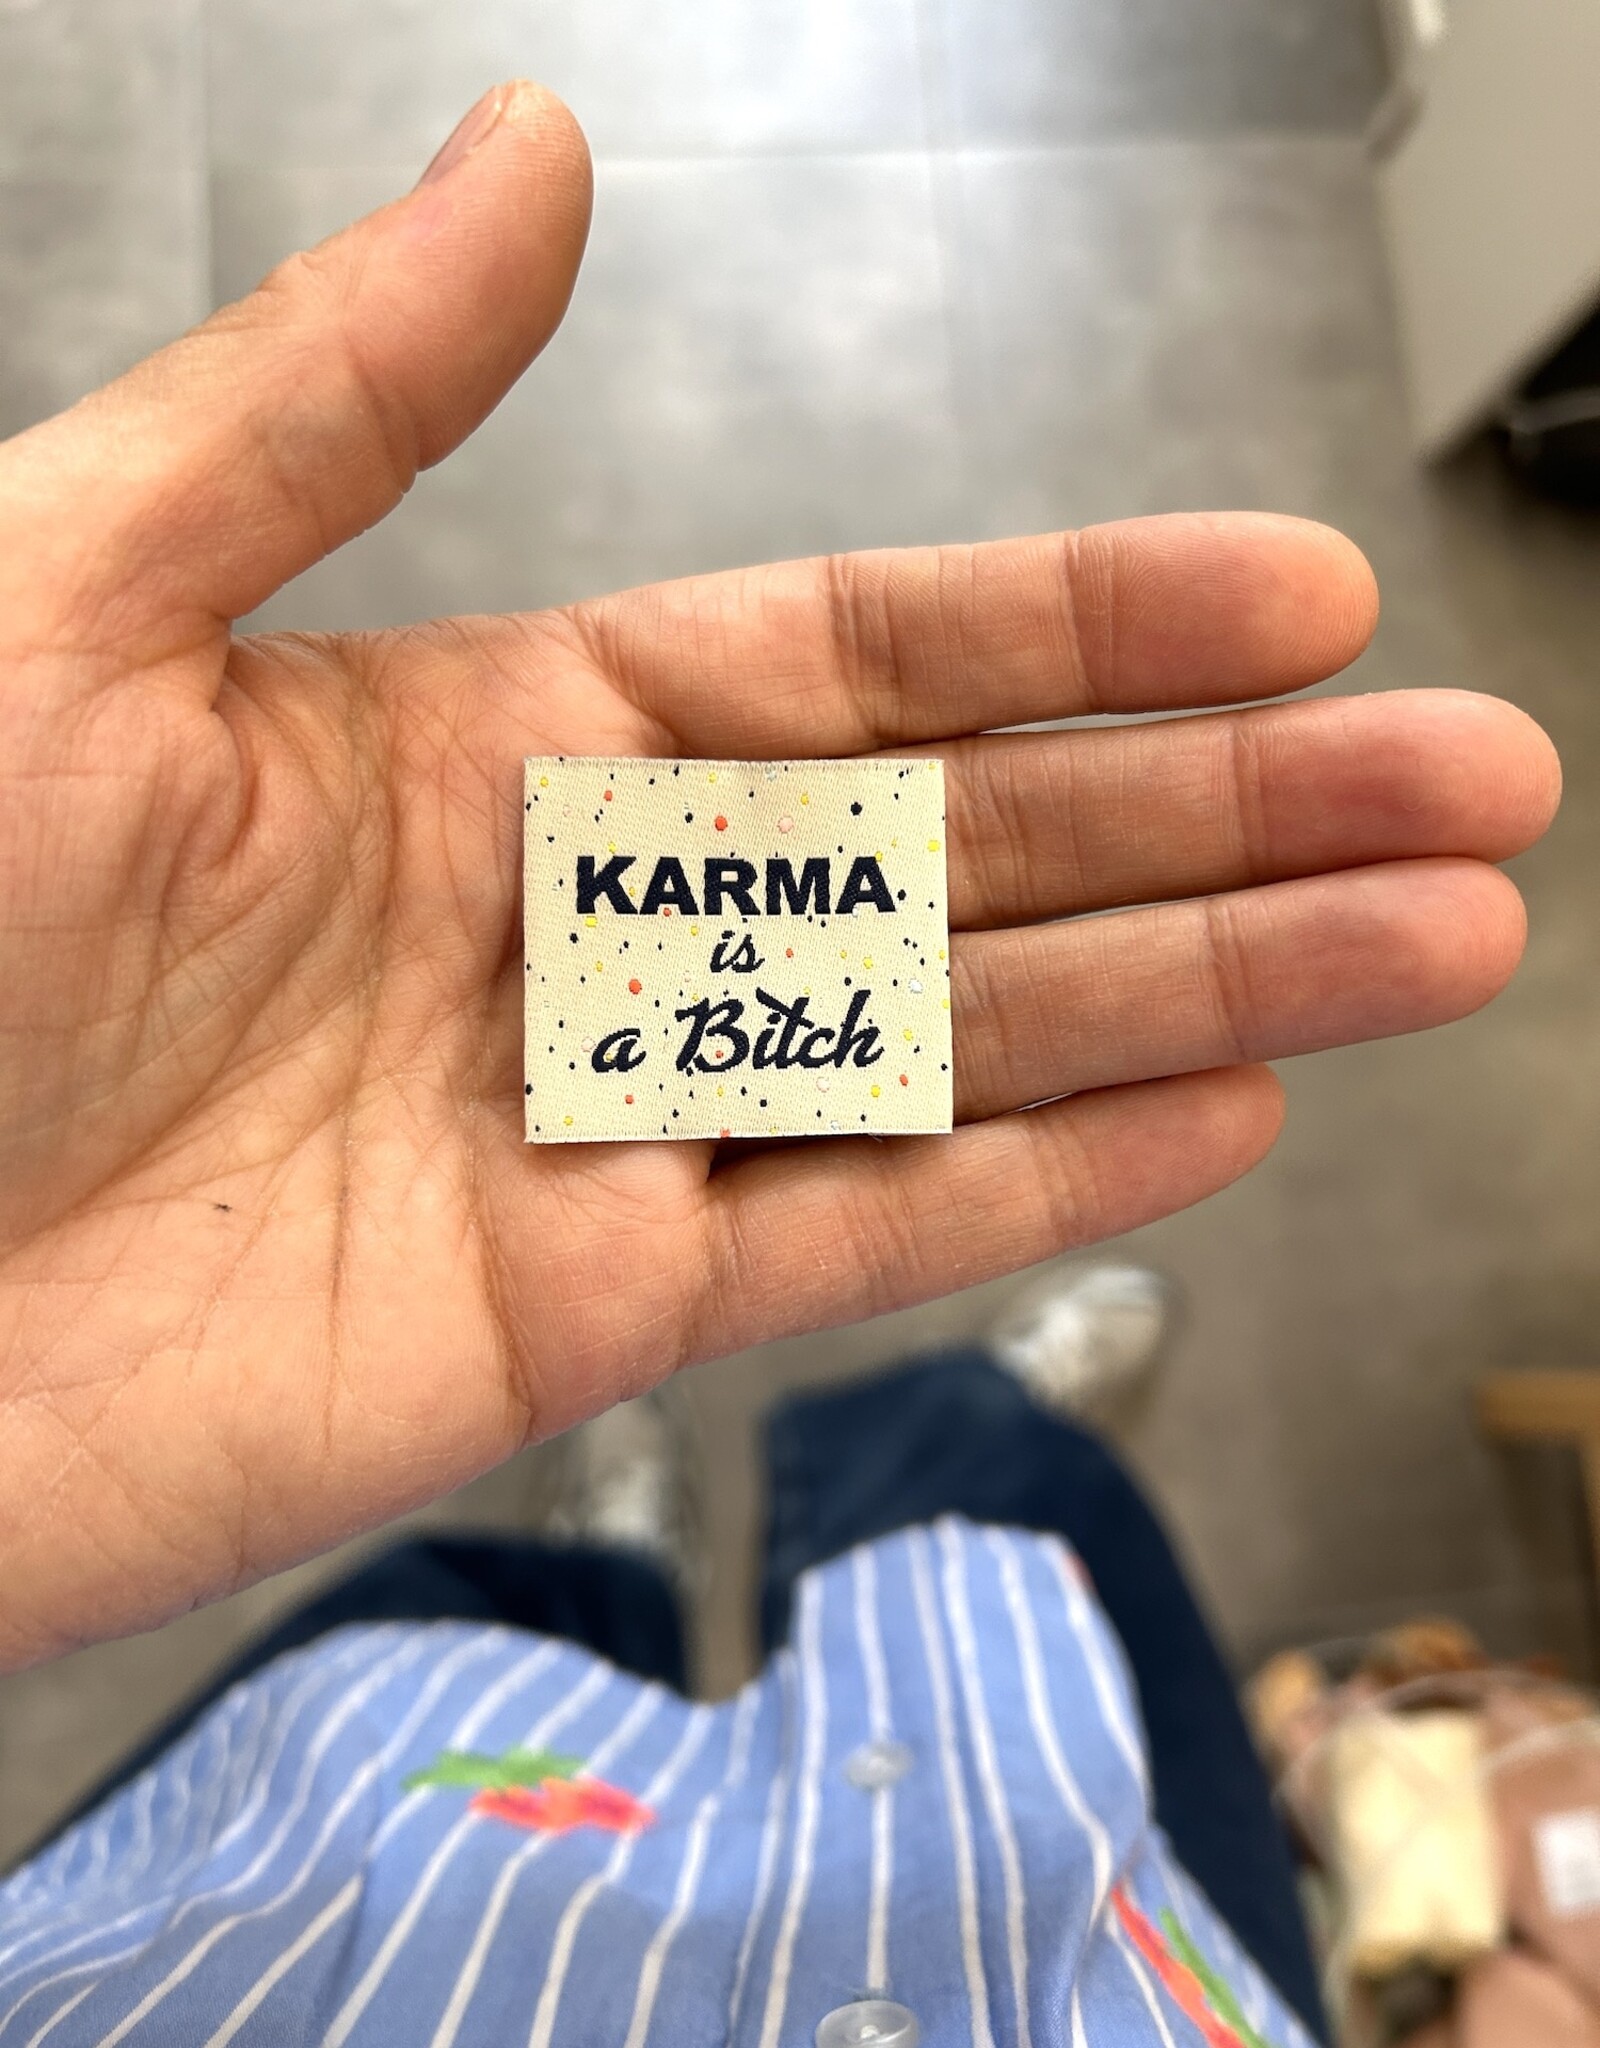 KARMA
is
a Bitch